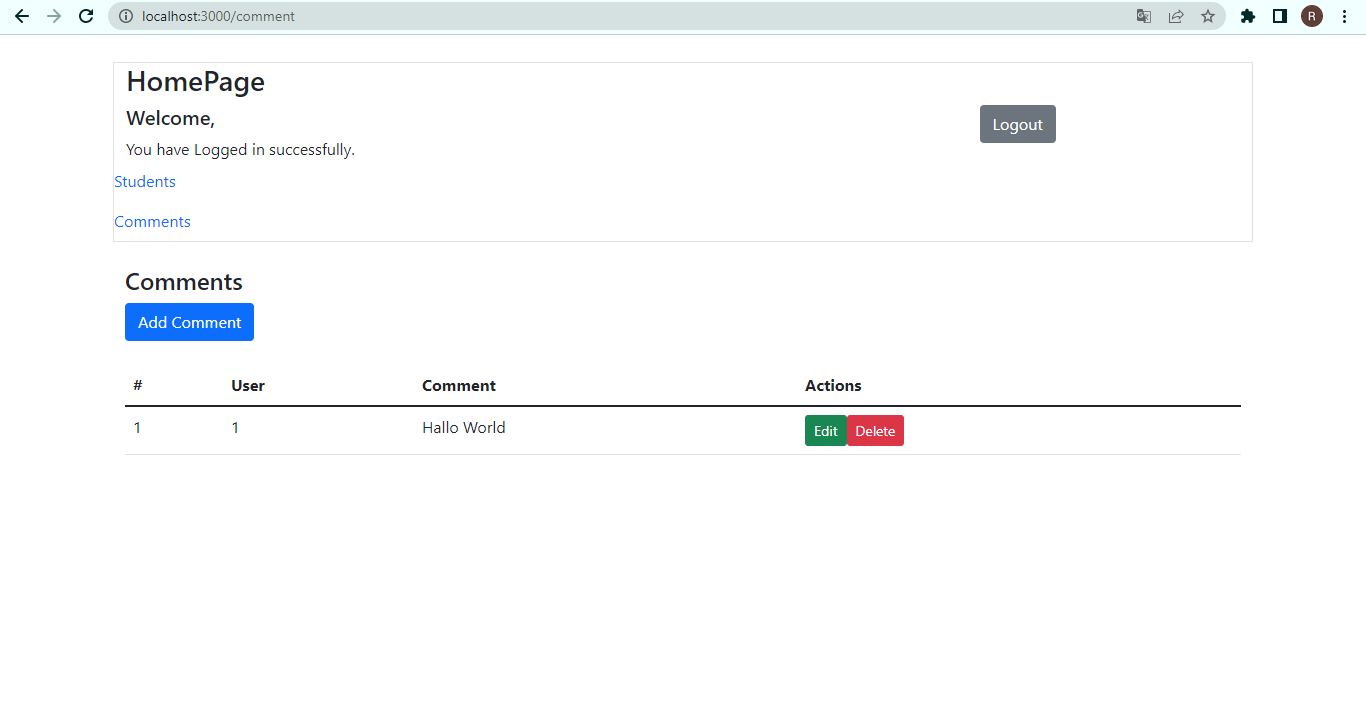 localhost:3000/comment
R
HomePage
Welcome,
You have Logged in successfully.
Logout
Students
Comments
Comments
Add Comment
# User Comment Actions
1 1 Hallo World Edit Delete